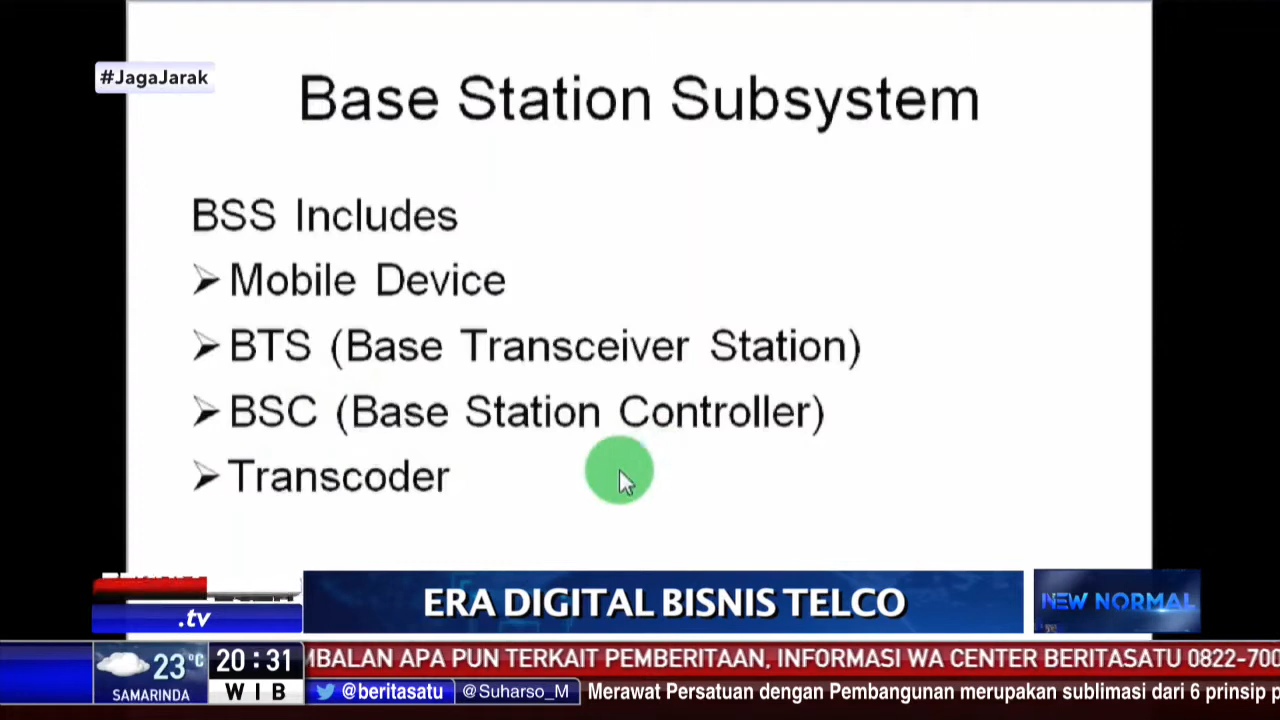 #JagaJarak
Base Station Subsystem
BSS Includes
Mobile Device
BTS (Base Transceiver Station)
BSC (Base Station Controller)
Transcoder
.tv
ERA DIGITAL BISNIS TELCO
NEW NORMAL
23°C
SAMARINDA
20:31
WIB
APA PUN TERKAIT PEMBERITAAN, INFORMASI WA CENTER BERITASATU 0822-700
@beritasatu
@Suharso_M
Merawat Persatuan dengan Pembangunan merupakan sublimasi dari 6 prinsip p